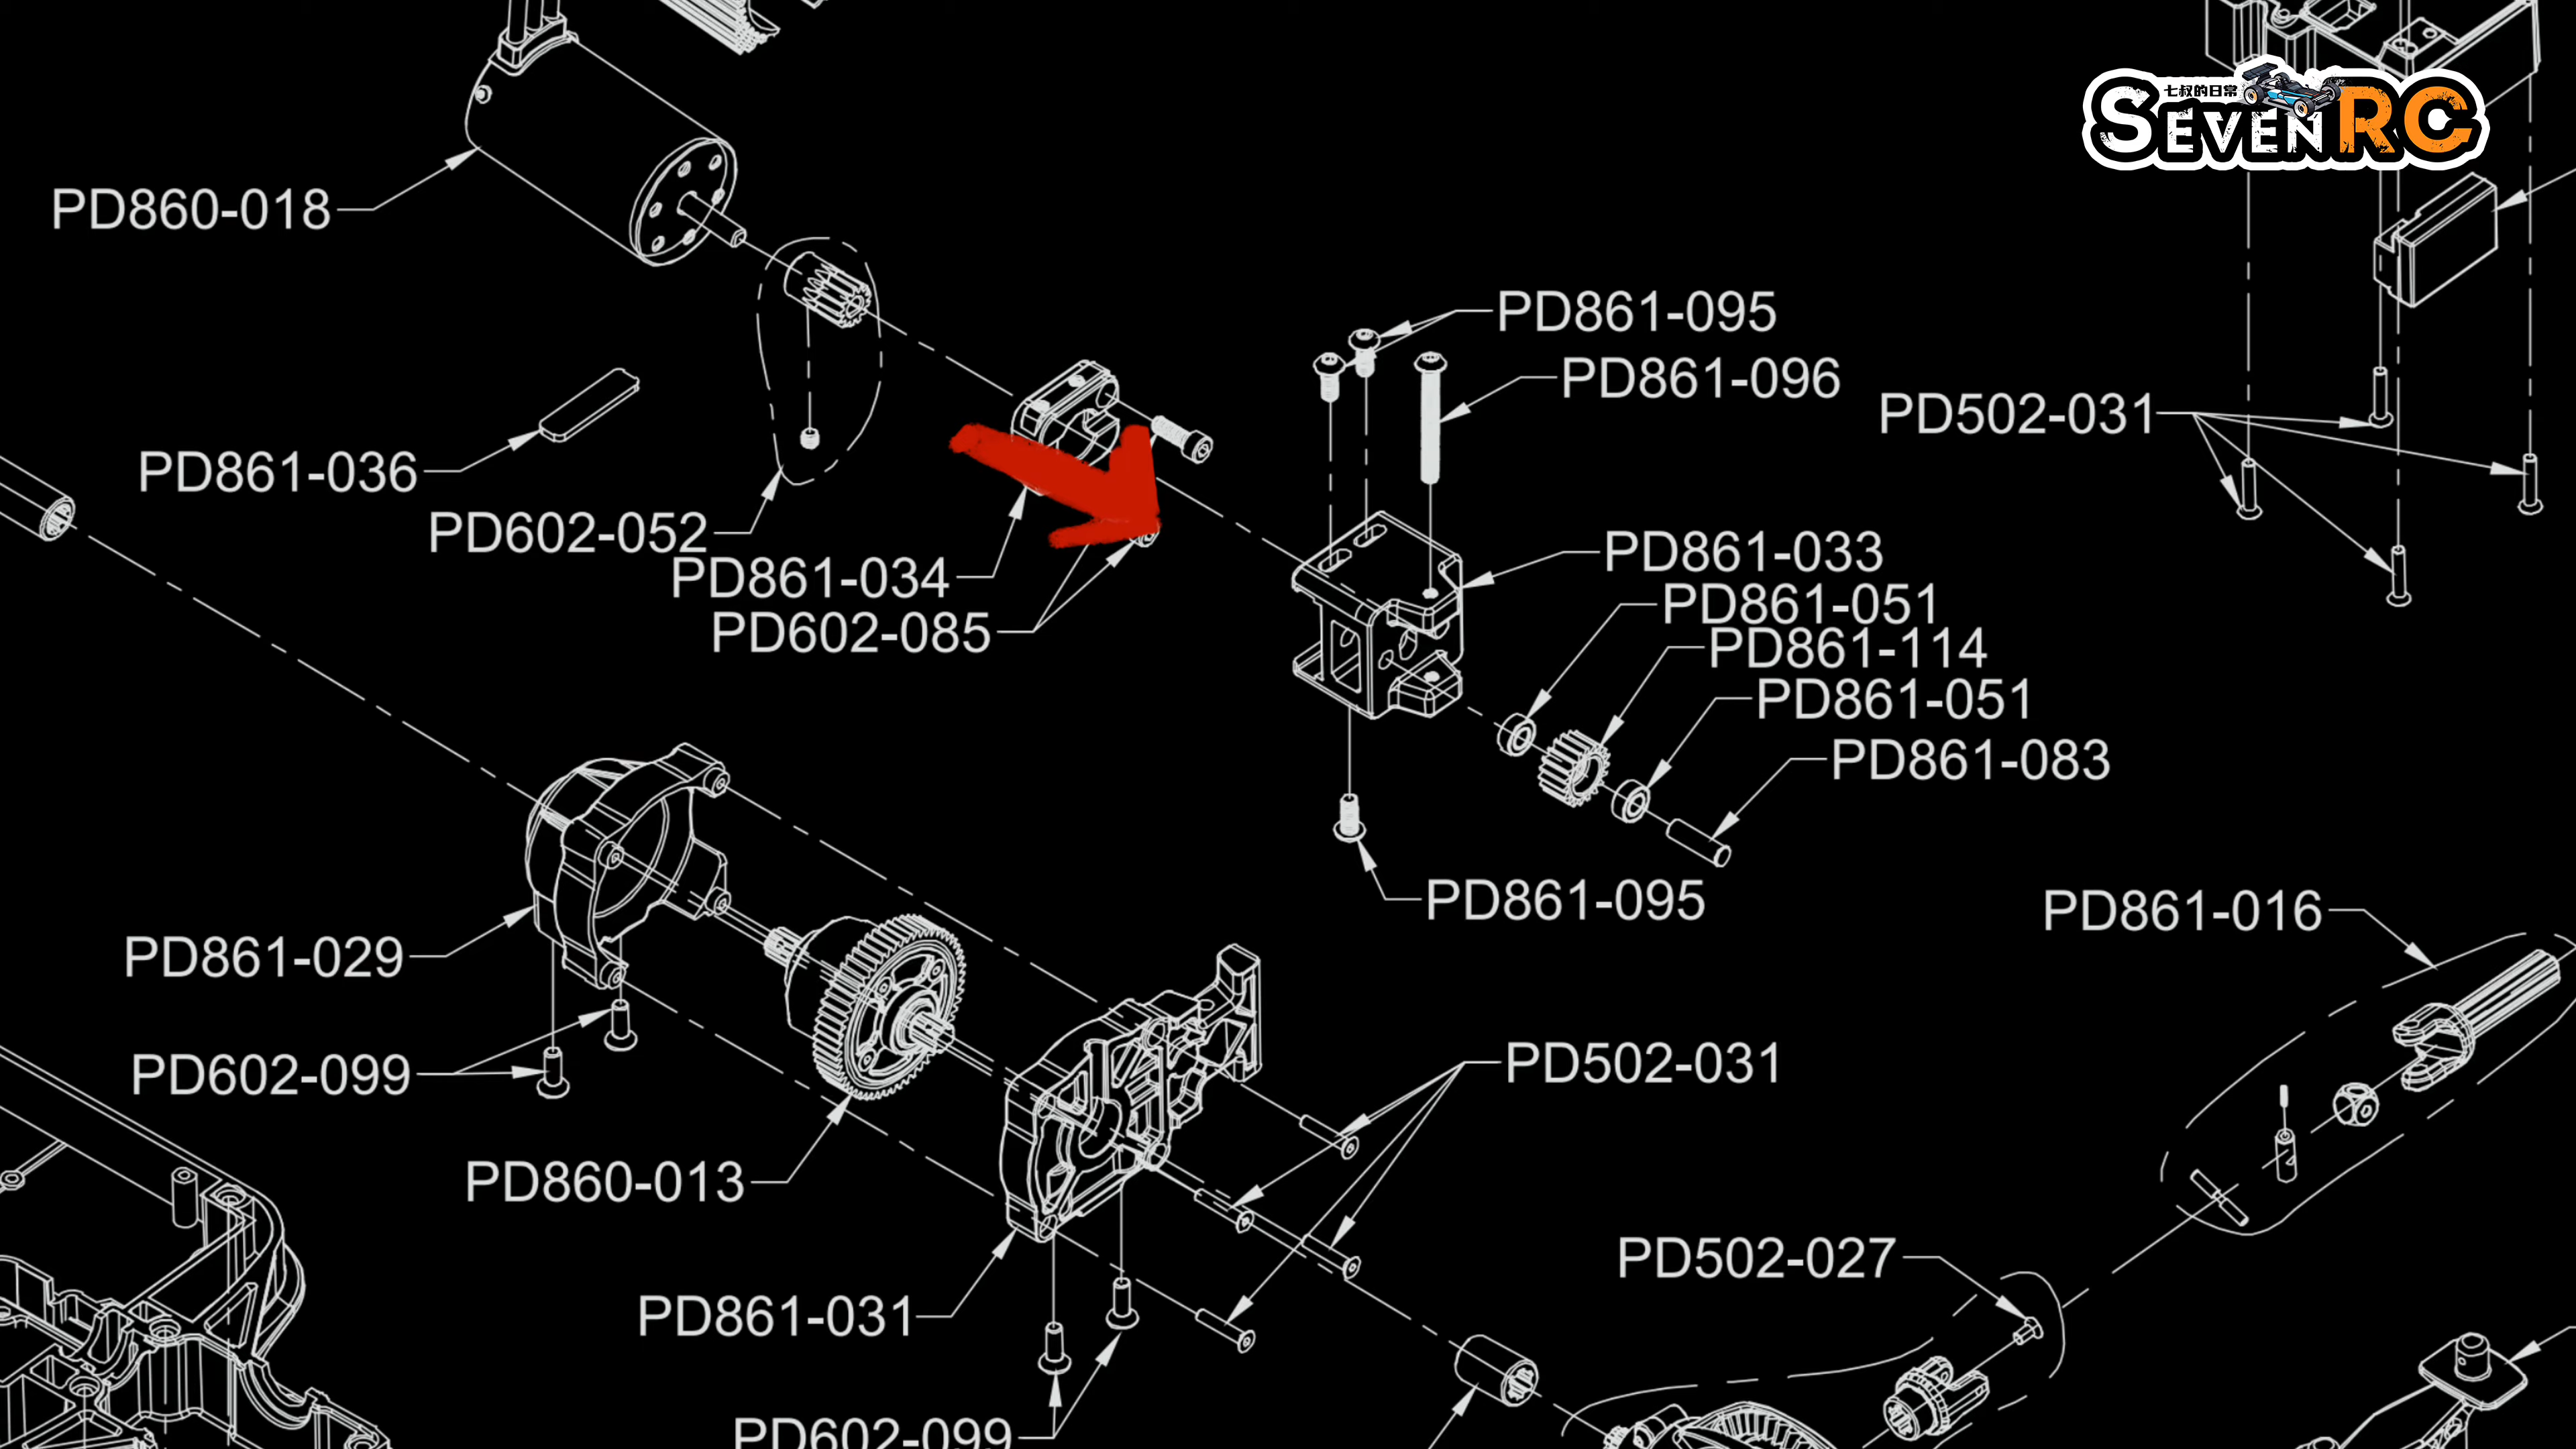 七叔的日常
SEVENRC
PD860-018
PD861-095
PD861-096
PD502-031
PD861-036
PD602-052
PD861-034
PD602-085
PD861-033
PD861-051
PD861-114
PD861-051
PD861-083
PD861-095
PD861-016
PD861-029
PD602-099
PD502-031
PD860-013
PD502-027
PD861-031
PD602-099